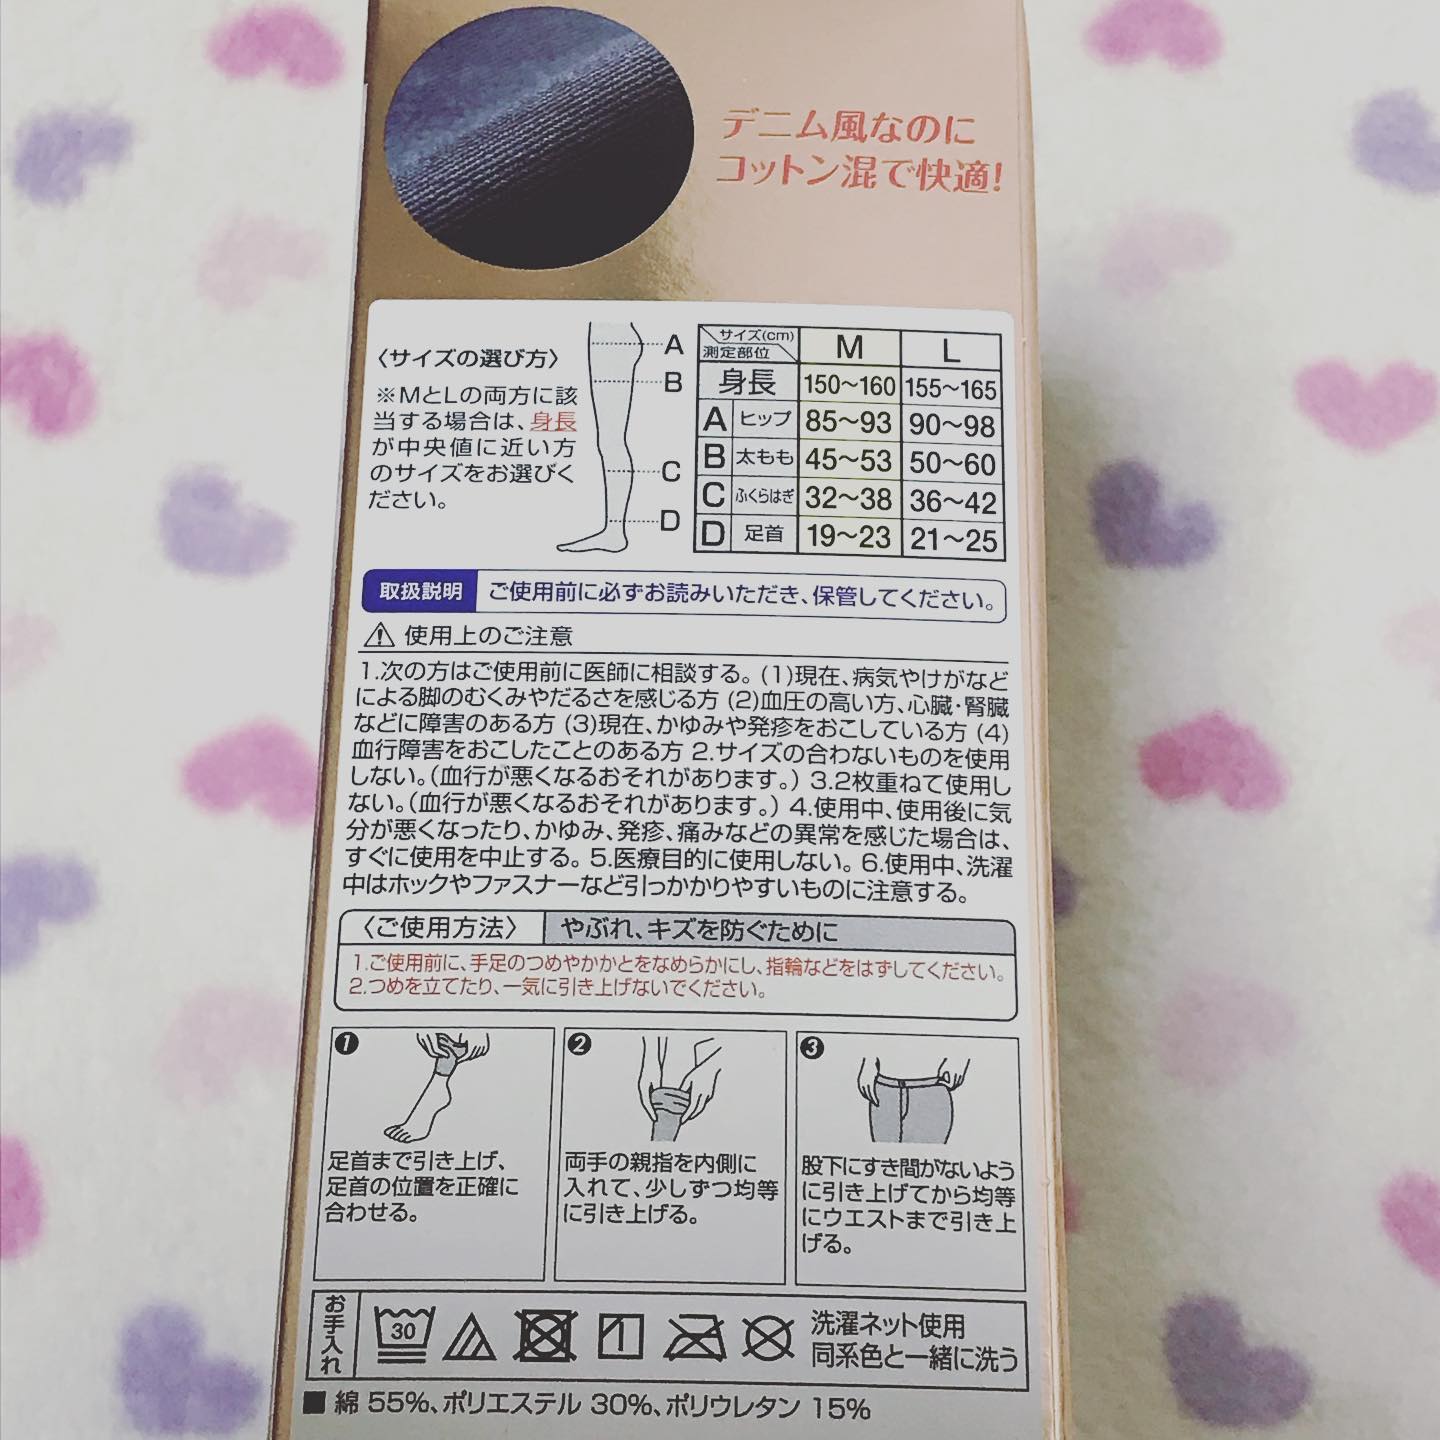 デニム風なのに
コットン混で快適!
〈サイズの選び方〉
※MとLの両方に該
当する場合は、身長
が中央値に近い方
のサイズをお選びく
ださい。
A
B
C
D
サイズ(cm)
測定部位 M L
身長 150〜160 155〜165
A ヒップ 85〜93 90〜98
B 太もも 45〜53 50〜60
C ふくらはぎ 32〜38 36〜42
D 足首 19〜23 21〜25
取扱説明 ご使用前に必ずお読みいただき、保管してください。
使用上のご注意
1.次の方はご使用前に医師に相談する。(1)現在、病気やけがなど
による脚のむくみやだるさを感じる方 (2)血圧の高い方、心臓・腎臓
などに障害のある方 (3)現在、かゆみや発疹をおこしている方 (4)
血行障害をおこしたことのある方 2.サイズの合わないものを使用
しない。(血行が悪くなるおそれがあります。) 3.2枚重ねて使用し
ない。(血行が悪くなるおそれがあります。) 4.使用中、使用後に気
分が悪くなったり、かゆみ、発疹、痛みなどの異常を感じた場合は、
すぐに使用を中止する。 5.医療目的に使用しない。 6.使用中、洗濯
中はホックやファスナーなど引っかかりやすいものに注意する。
〈ご使用方法〉 やぶれ、キズを防ぐために
1.ご使用前に、手足のつめやかかとをなめらかにし、指輪などをはずしてください。
2.つめを立てたり、一気に引き上げないでください。
1
足首まで引き上げ、
足首の位置を正確に
合わせる。
2
両手の親指を内側に
入れて、少しずつ均等
に引き上げる。
3
股下にすき間がないよう
に引き上げてから均等
にウエストまで引き上
げる。
お手入れ
30
洗濯ネット使用
同系色と一緒に洗う
■ 綿 55%、ポリエステル 30%、ポリウレタン 15%